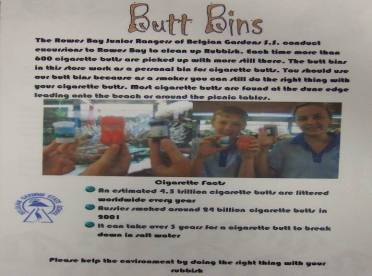 Butt Bins
The Rowes Bay Junior Rangers of Belgian Gardens S.S. conduct
excursions to Rowes Bay to clean up Rubbish. Each time more than
600 cigarette butts are picked up with more still there. The butt bins
in this store work as a personal bin for cigarette butts. You should use
our butt bins because as a smoker you can still do the right thing with
your cigarette butts. Most cigarette butts are found at the dune edge
leading onto the beach or around the picnic tables.
Cigarette Facts
An estimated 4.5 trillion cigarette butts are littered
worldwide every year
Aussies smoked around 24 billion cigarette butts in
2001
It can take over 3 years for a cigarette butt to break
down in salt water
Please help the environment by doing the right thing with your
rubbish